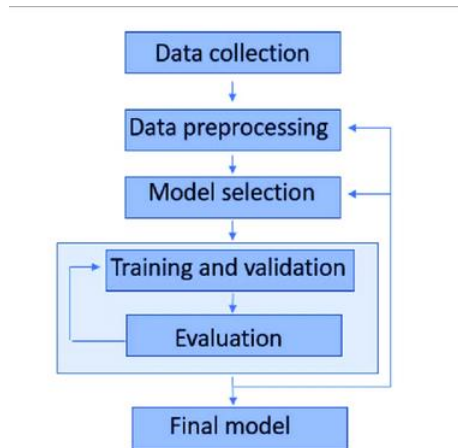 Data collection
Data preprocessing
Model selection
Training and validation
Evaluation
Final model